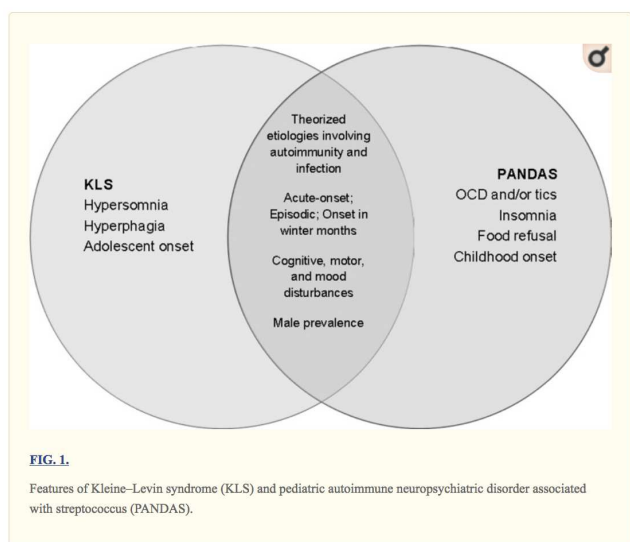 KLS
Hypersomnia
Hyperphagia
Adolescent onset
Theorized
etiologies involving
autoimmunity and
infection
Acute-onset;
Episodic; Onset in
winter months
Cognitive, motor,
and mood
disturbances
Male prevalence
PANDAS
OCD and/or tics
Insomnia
Food refusal
Childhood onset
FIG. 1.
Features of Kleine–Levin syndrome (KLS) and pediatric autoimmune neuropsychiatric disorder associated
with streptococcus (PANDAS).